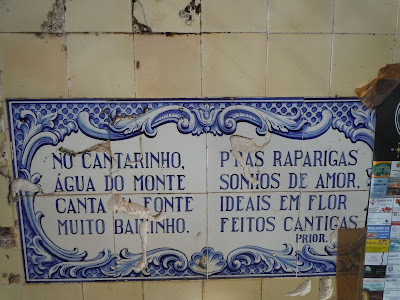 NO CANTARINHO,
ÁGUA DO MONTE
CANTA FONTE
MUITO BAIXINHO.
P'RAS RAPARIGAS
SONHOS DE AMOR,
IDEAIS EM FLOR
FEITOS CANTIGAS
PRIOR.